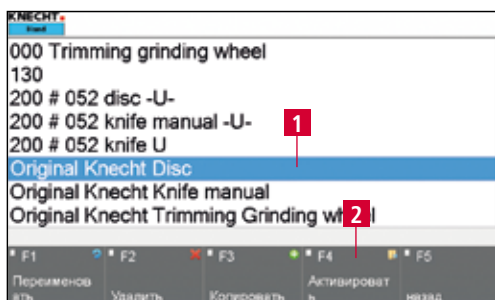 KNECHT
Hand
000 Trimming grinding wheel
130
200 # 052 disc -U-
200 # 052 knife manual -U-
1
200 # 052 knife U
Original Knecht Disc
Original Knecht Knife manual
Original Knecht Trimming Grinding wheel
2
F1 F2 F3 F4 F5
Переименов
ать Удалить Копировать Активироват
ь назад